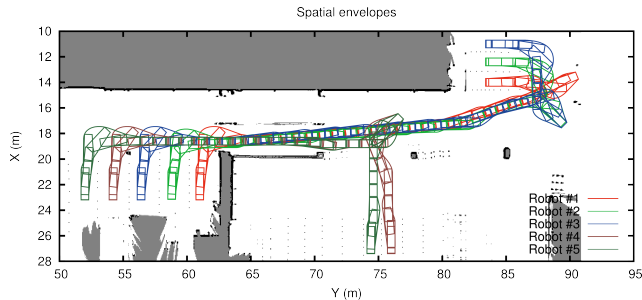 Spatial envelopes
10
12
14
16
18
20
22
24
26
28
X (m)
50 55 60 65 70 75 80 85 90 95
Y (m)
Robot #1
Robot #2
Robot #3
Robot #4
Robot #5